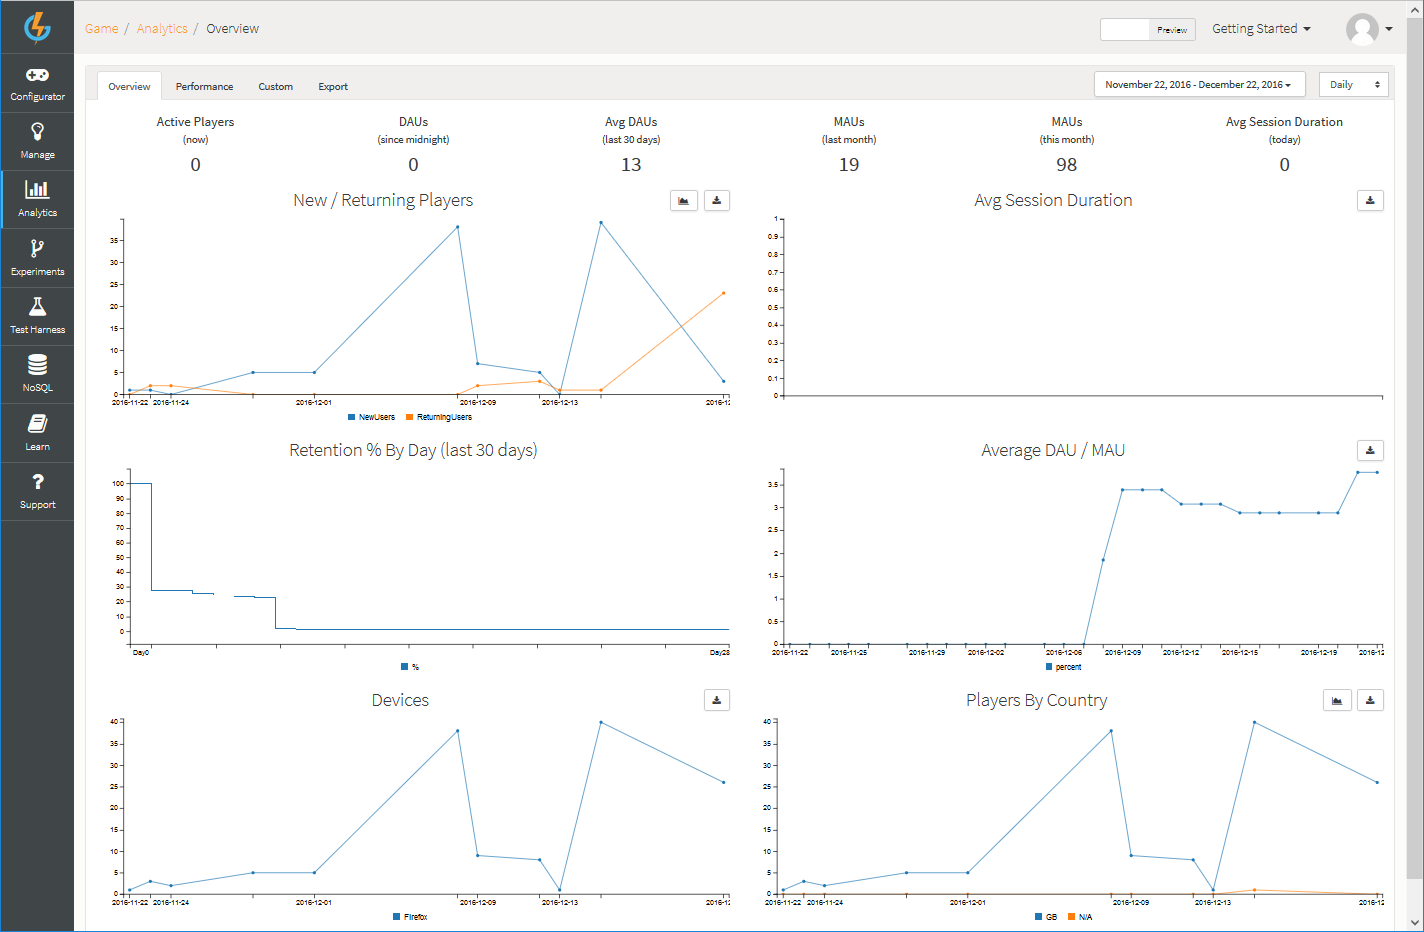 Game / Analytics / Overview
Preview
Getting Started
Configurator
Manage
Analytics
Experiments
Test Harness
NoSQL
Learn
Support
Overview Performance Custom Export
November 22, 2016 - December 22, 2016
Daily
Active Players
(now)
0
DAUs
(since midnight)
0
Avg DAUs
(last 30 days)
13
MAUs
(last month)
19
MAUs
(this month)
98
Avg Session Duration
(today)
0
New / Returning Players
35
30
25
20
15
10
5
0
2016-11-22 2016-11-24 2016-12-01 2016-12-09 2016-12-13 2016-12
NewUsers ReturningUsers
Avg Session Duration
1
0.9
0.8
0.7
0.6
0.5
0.4
0.3
0.2
0.1
0
Retention % By Day (last 30 days)
100
90
80
70
60
50
40
30
20
10
0
Day0 Day28
%
Average DAU / MAU
3.5
3
2.5
2
1.5
1
0.5
0
2016-11-22 2016-11-25 2016-11-29 2016-12-02 2016-12-06 2016-12-09 2016-12-12 2016-12-15 2016-12-19 2016-12
percent
Devices
40
35
30
25
20
15
10
5
0
2016-11-22 2016-11-24 2016-12-01 2016-12-09 2016-12-13 2016-12
Firefox
Players By Country
40
35
30
25
20
15
10
5
0
2016-11-22 2016-11-24 2016-12-01 2016-12-09 2016-12-13 2016-12
GB N/A